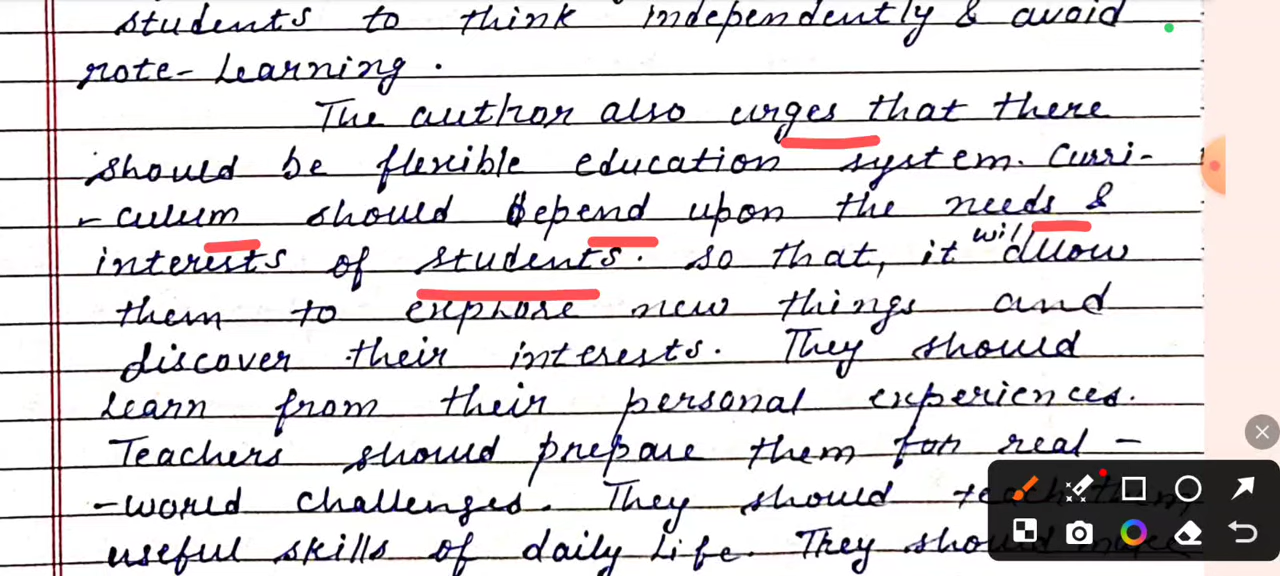 students to think independently & avoid
rote-learning.
The author also urges that there
should be flexible education system. Curri-
-culum should depend upon the needs &
interests of students. so that, it will allow
them to explore new things and
discover their interests. They should
learn from their personal experiences.
Teachers should prepare them for real-
-world challenges. They should teach them
useful skills of daily life. They should make